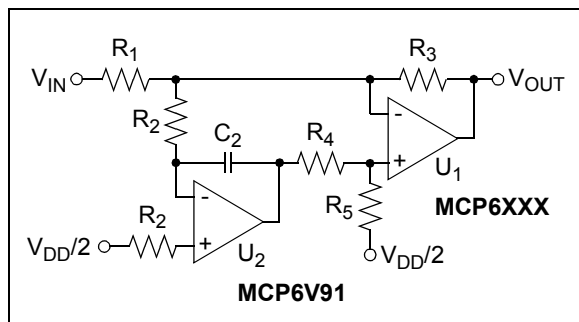 R1
R3
VIN
VOUT
R2
C2
R4
-
-
+
U1
R5
MCP6XXX
R2
VDD/2
+
U2
VDD/2
MCP6V91